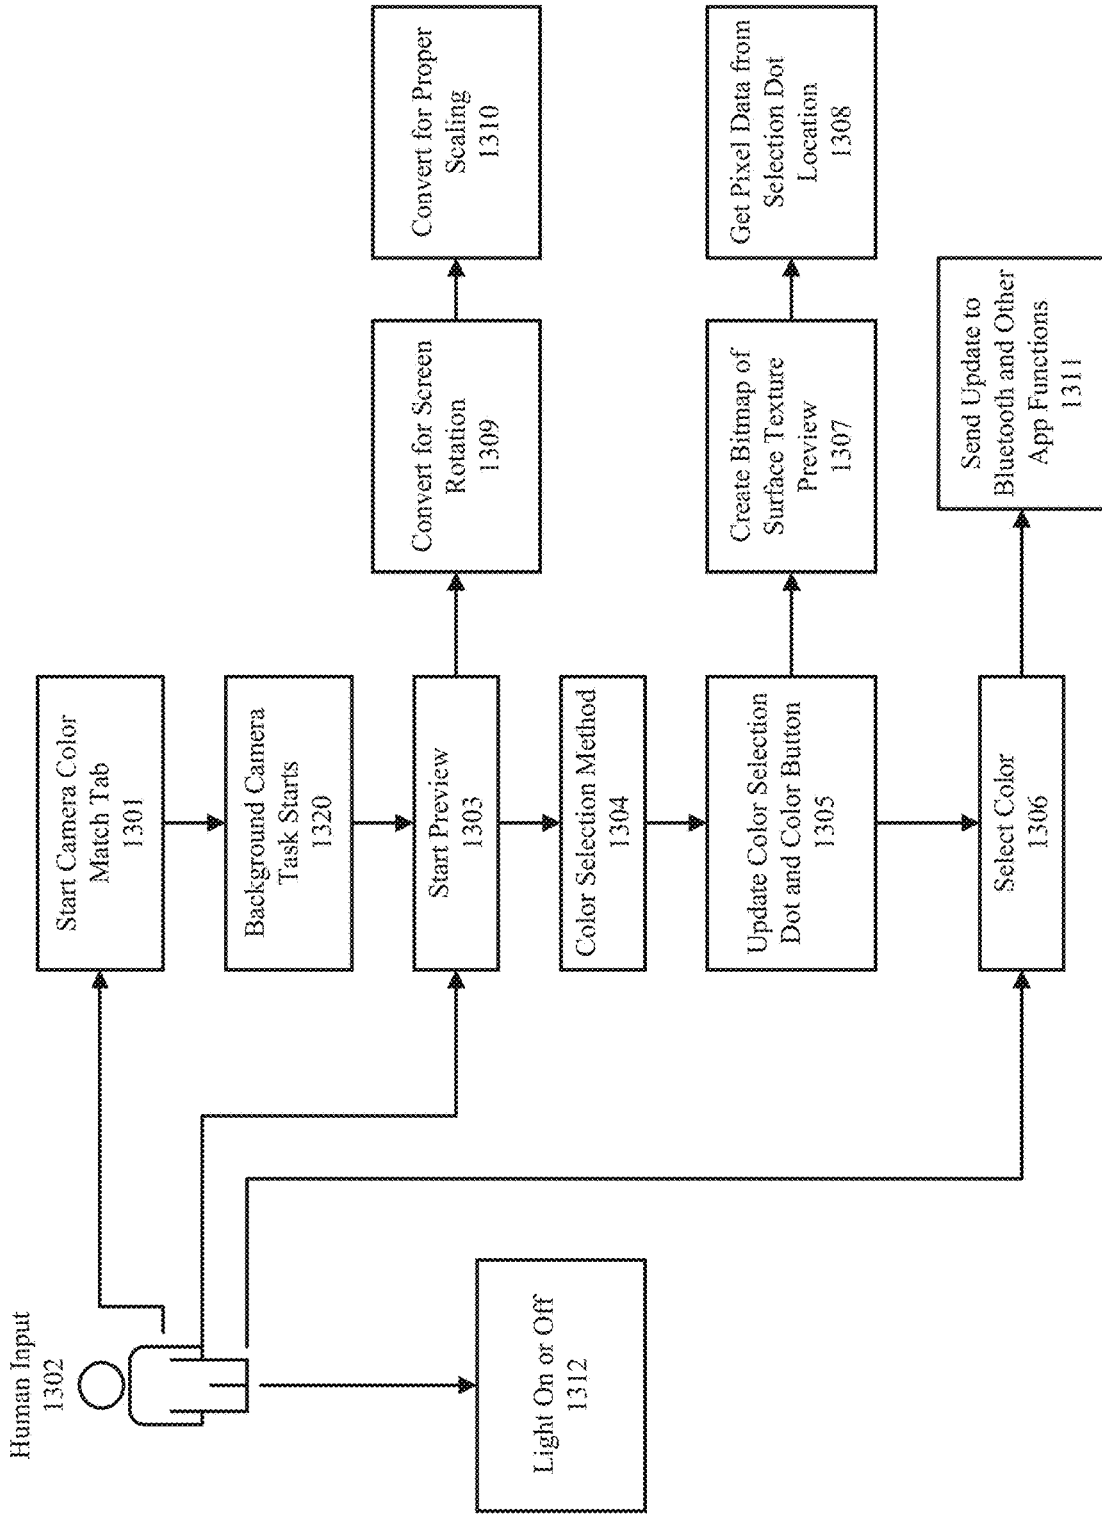 Human Input
1302
Start Camera Color
Match Tab
1301
Background Camera
Task Starts
1320
Start Preview
1303
Convert for Screen
Rotation
1309
Convert for Proper
Scaling
1310
Color Selection Method
1304
Update Color Selection
Dot and Color Button
1305
Create Bitmap of
Surface Texture
Preview
1307
Get Pixel Data from
Selection Dot
Location
1308
Select Color
1306
Send Update to
Bluetooth and Other
App Functions
1311
Light On or Off
1312